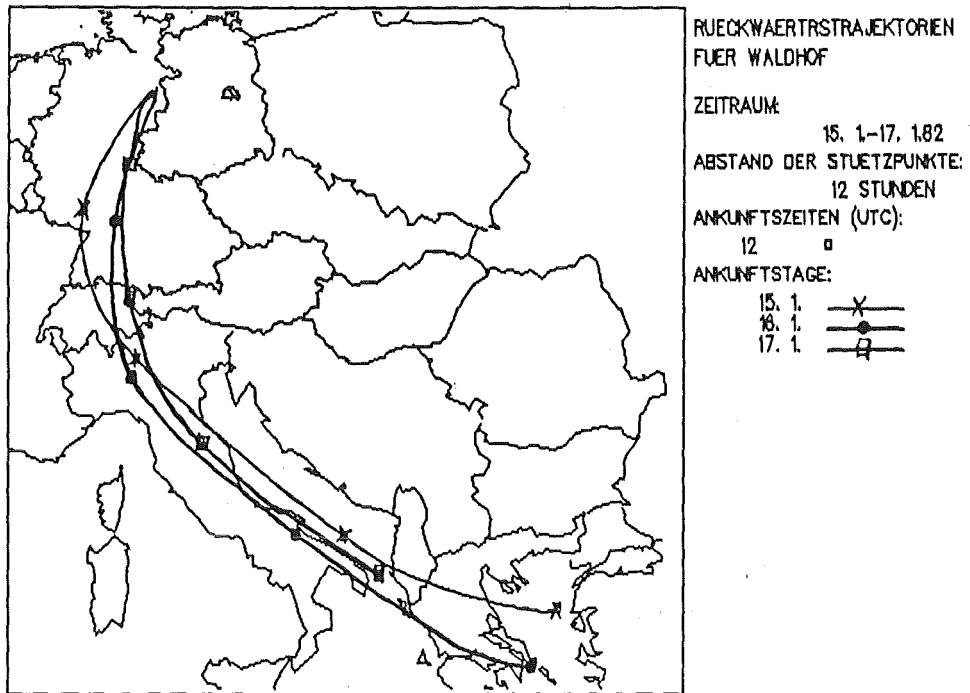 RUECKWAERTRSTRAJEKTORIEN
FUER WALDHOF
ZEITRAUM:
15. 1.-17. 1.82
ABSTAND DER STUETZPUNKTE:
12 STUNDEN
ANKUNFTSZEITEN (UTC):
12
ANKUNFTSTAGE:
15. 1.
16. 1.
17. 1.